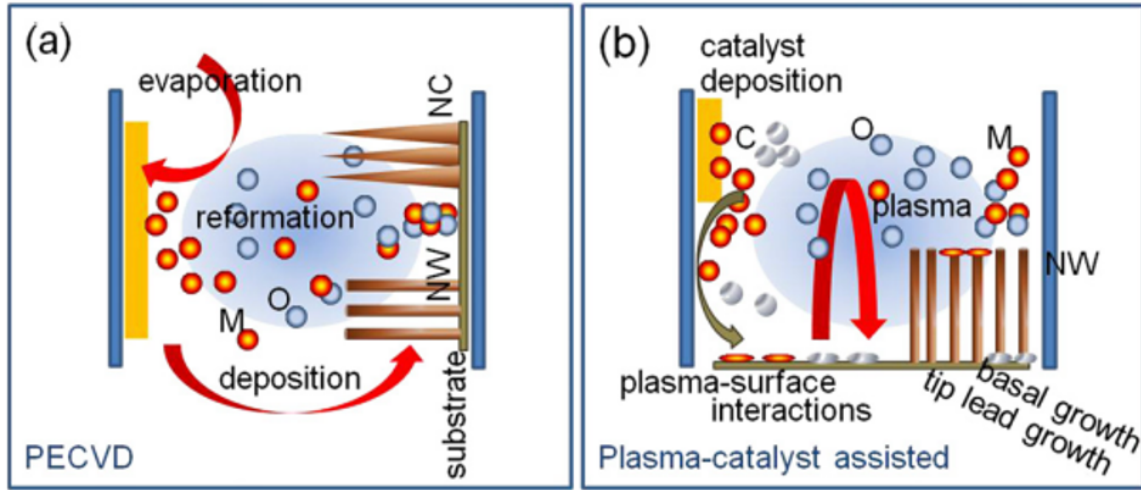 (a)
evaporation
NC
reformation
O
NW
M
deposition
substrate
PECVD
(b)
catalyst
deposition
C
O
M
plasma
NW
plasma-surface
interactions
tip lead growth
basal growth
Plasma-catalyst assisted